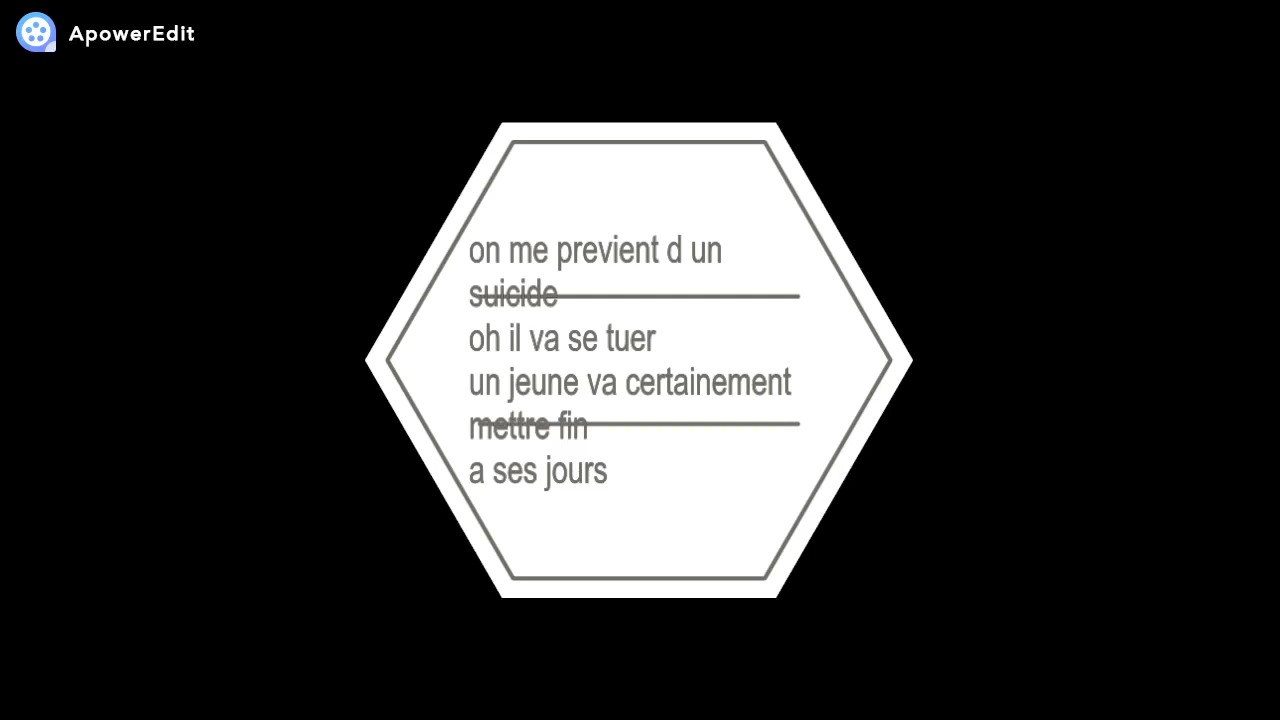 ApowerEdit
on me previent d un
suicide
oh il va se tuer
un jeune va certainement
mettre fin
a ses jours